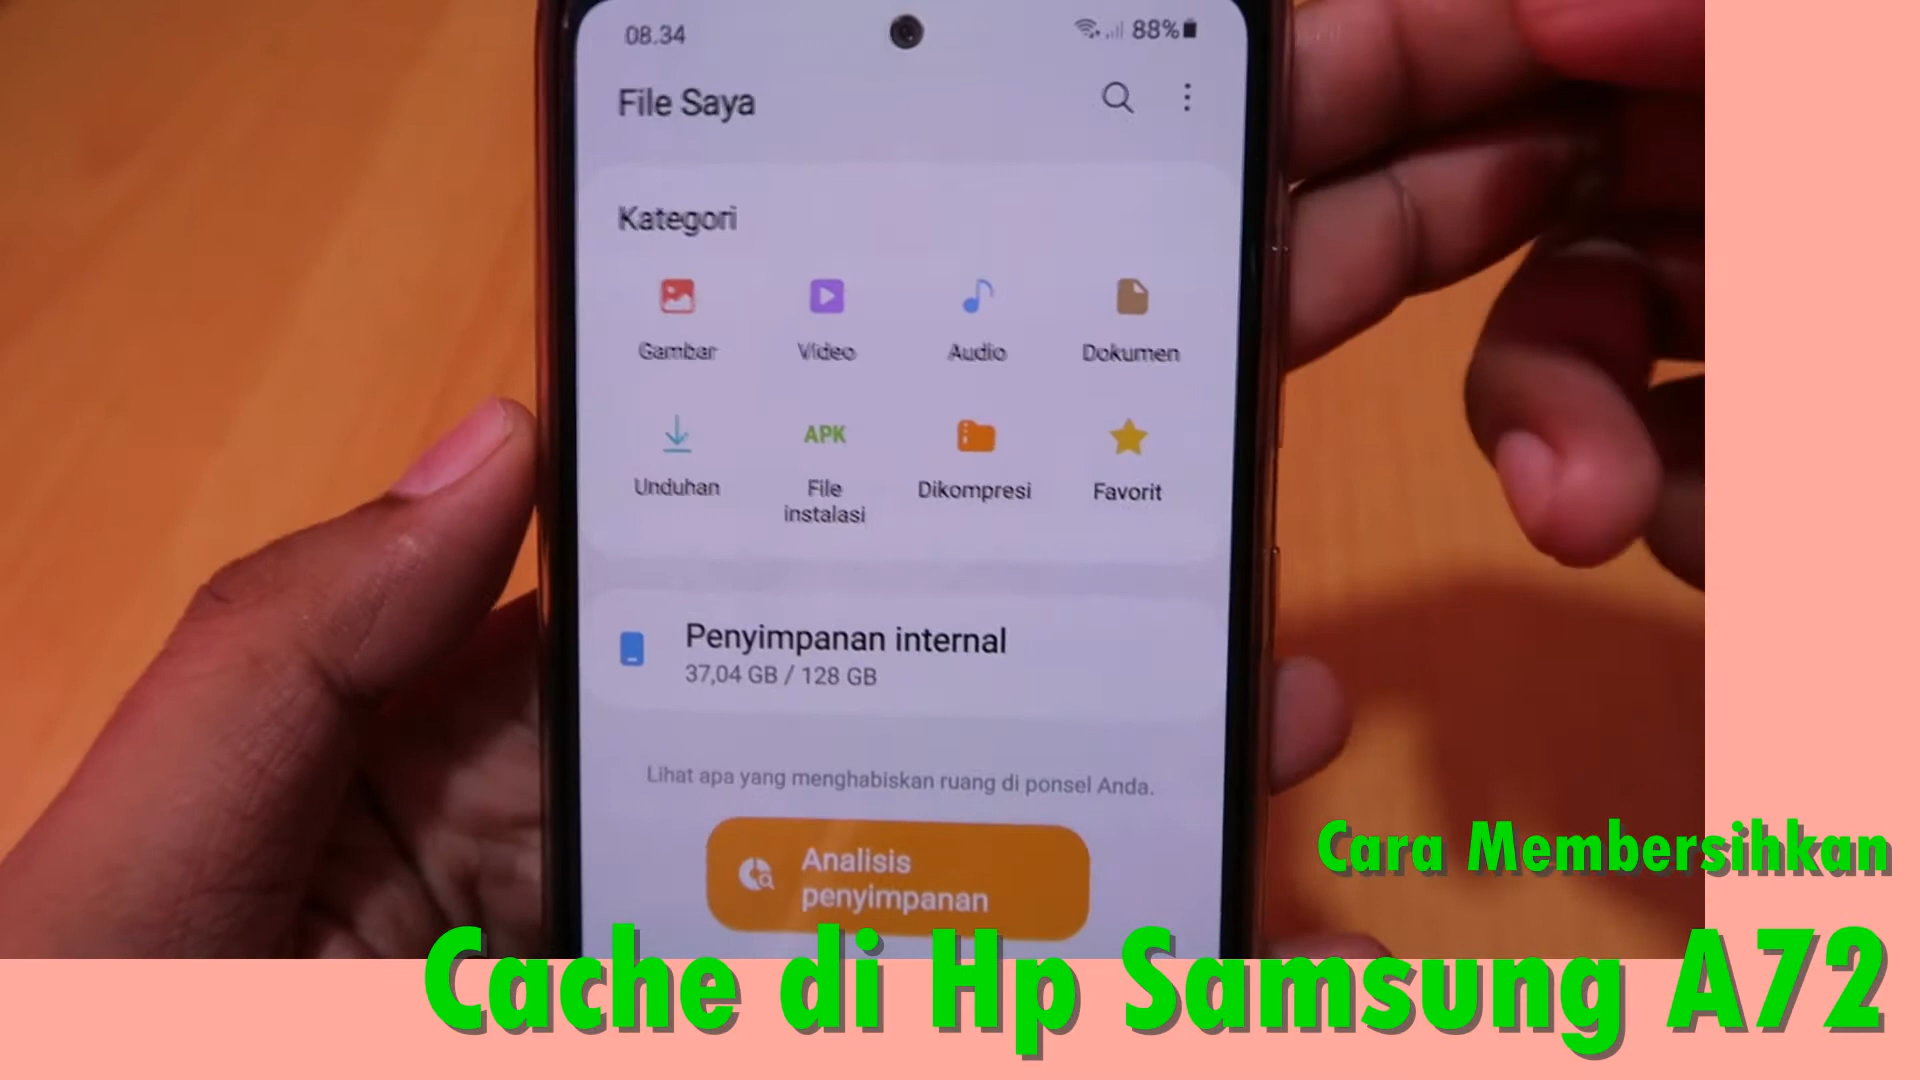 08.34
88%
File Saya
Kategori
Gambar
Video
Audio
Dokumen
Unduhan
APK
File
instalasi
Dikompresi
Favorit
Penyimpanan internal
37,04 GB / 128 GB
Lihat apa yang menghabiskan ruang di ponsel Anda.
Analisis
penyimpanan
Cara Membersihkan
Cache di Hp Samsung A72